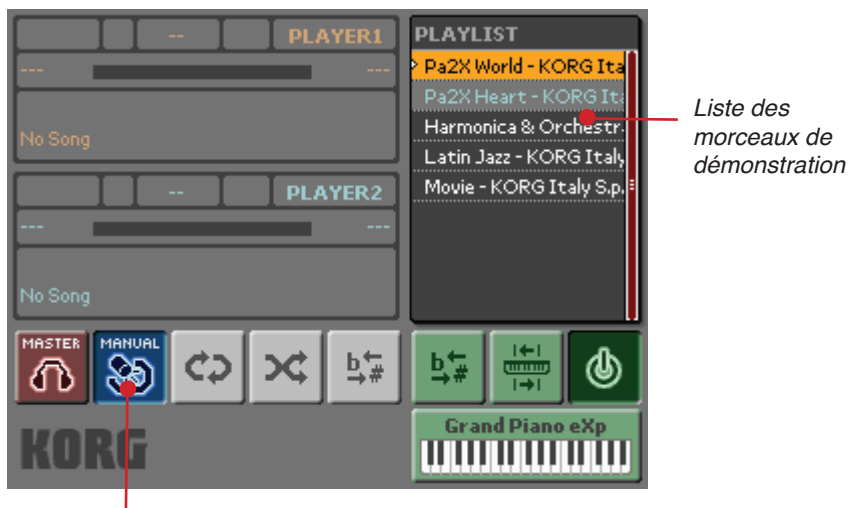 -- PLAYER1
--- ---
No Song
-- PLAYER2
--- ---
No Song
PLAYLIST
Pa2X World - KORG Ita
Pa2X Heart - KORG Ita
Harmonica & Orchestr
Latin Jazz - KORG Italy
Movie - KORG Italy S.p.
Liste des
morceaux de
démonstration
MASTER
MANUAL
b #
b #
KORG
Grand Piano eXp